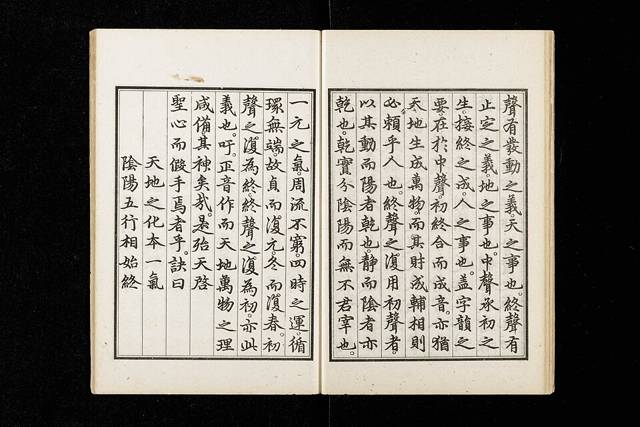 聲有發動之義。天之事也。終聲有
止定之義。地之事也。中聲承初之
生。接終之成。人之事也。盖字韻之
要。在於中聲。初終合而成音。亦猶
天地生成萬物。而其財成輔相則
必頼乎人也。終聲之復用初聲者。
以其動而陽者乾也。靜而陰者亦
乾也。乾實分陰陽而無不君宰也。
一元之氣。周流不窮。四時之運。循
環無端。故貞而復元。冬而復春。初
聲之復為終。終聲之復為初。亦此
義也。吁。正音作而天地萬物之理
咸備。其神矣㦲。是殆天啓
聖心而假手焉者乎。訣曰
天地之化本一氣
陰陽五行相始終